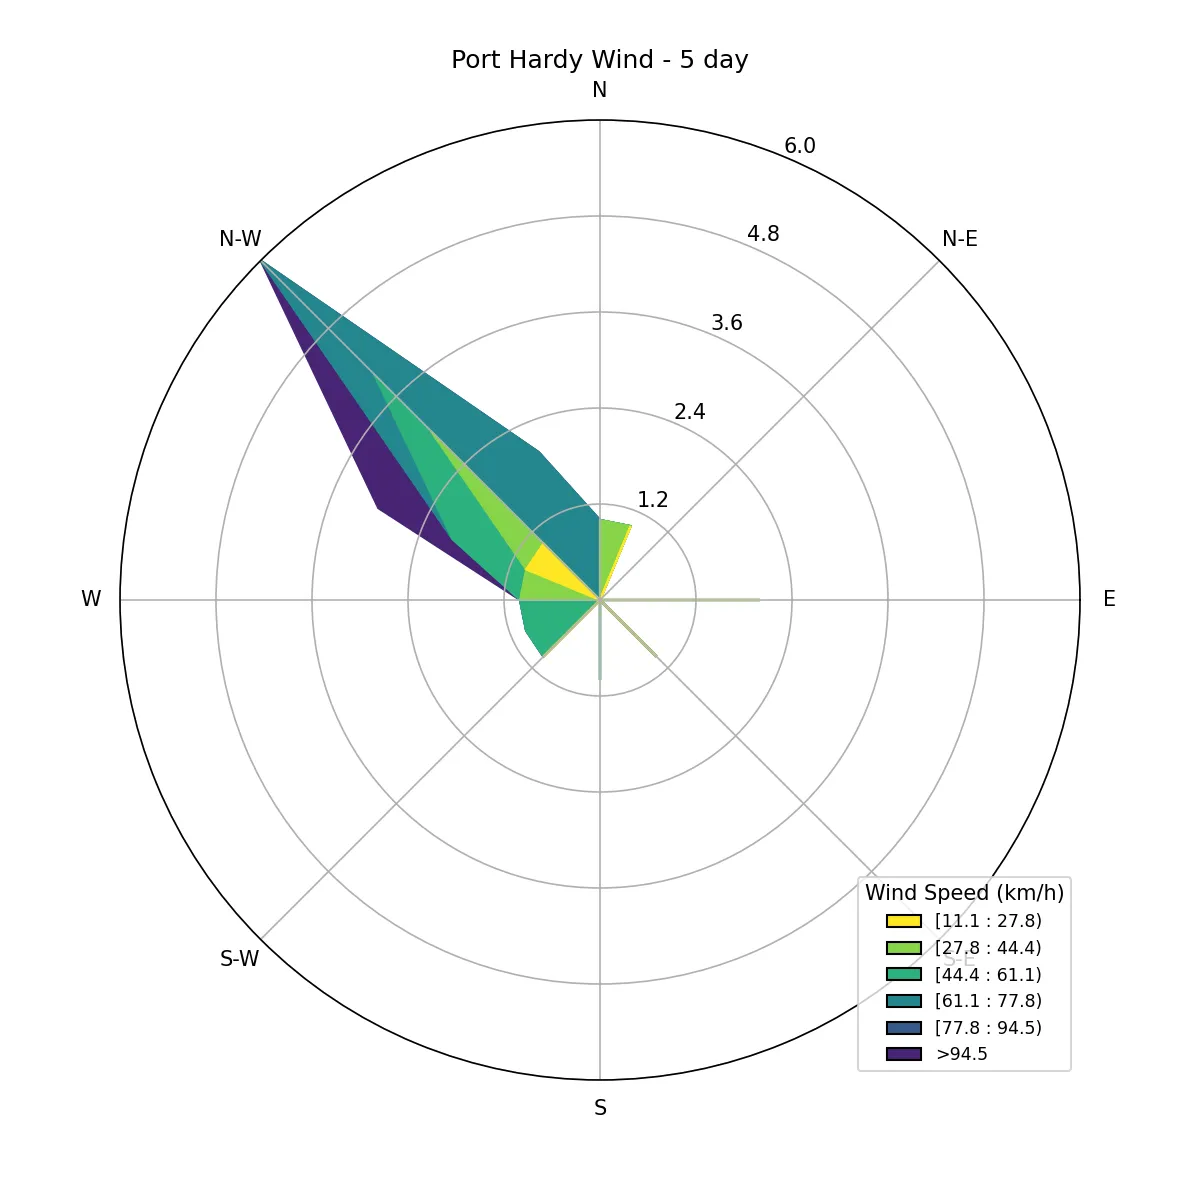 Port Hardy Wind - 5 day
N
6.0
N-W
N-E
4.8
3.6
2.4
1.2
W
E
Wind Speed (km/h)
[11.1 : 27.8)
[27.8 : 44.4)
S-W
S-E
[44.4 : 61.1)
[61.1 : 77.8)
[77.8 : 94.5)
>94.5
S